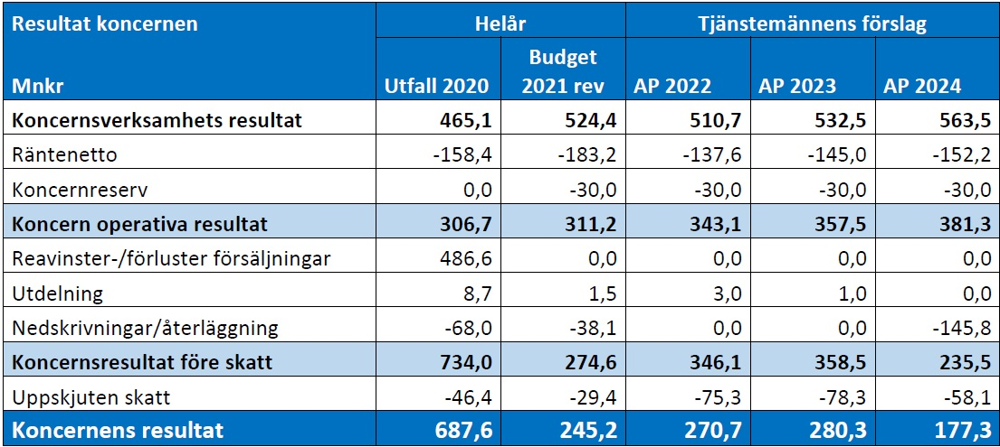 Resultat koncernen Helår Tjänstemännens förslag
Mnkr Utfall 2020 Budget 2021 rev AP 2022 AP 2023 AP 2024
Koncernsverksamhets resultat 465,1 524,4 510,7 532,5 563,5
Räntenetto -158,4 -183,2 -137,6 -145,0 -152,2
Koncernreserv 0,0 -30,0 -30,0 -30,0 -30,0
Koncern operativa resultat 306,7 311,2 343,1 357,5 381,3
Reavinster-/förluster försäljningar 486,6 0,0 0,0 0,0 0,0
Utdelning 8,7 1,5 3,0 1,0 0,0
Nedskrivningar/återläggning -68,0 -38,1 0,0 0,0 -145,8
Koncernsresultat före skatt 734,0 274,6 346,1 358,5 235,5
Uppskjuten skatt -46,4 -29,4 -75,3 -78,3 -58,1
Koncernens resultat 687,6 245,2 270,7 280,3 177,3